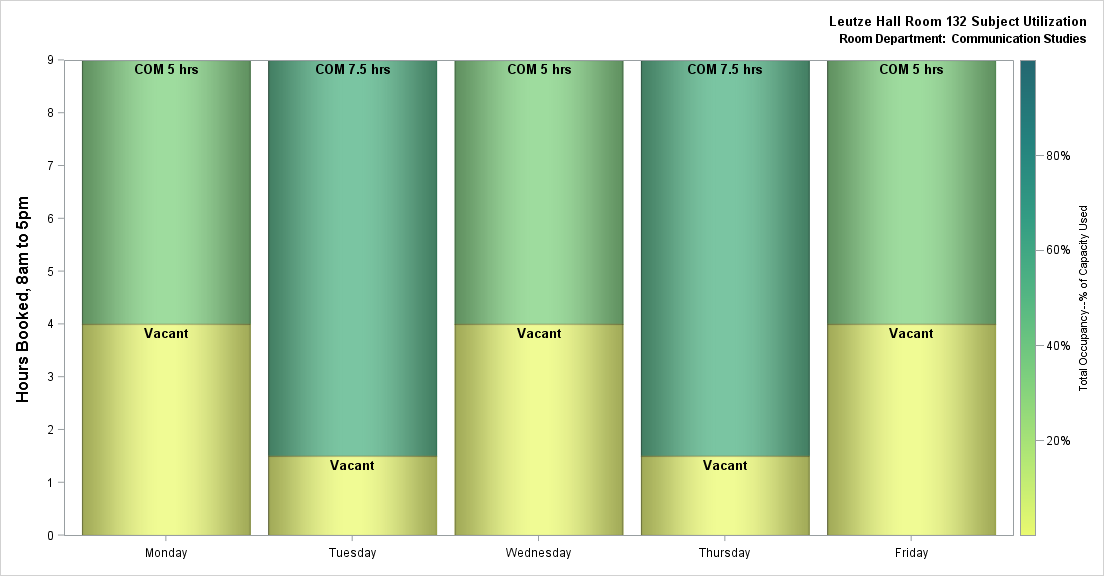 Leutze Hall Room 132 Subject Utilization
Room Department: Communication Studies
Hours Booked, 8am to 5pm
9
8
7
6
5
4
3
2
1
0
COM 5 hrs
COM 7.5 hrs
COM 5 hrs
COM 7.5 hrs
COM 5 hrs
Vacant
Vacant
Vacant
Vacant
Vacant
Monday
Tuesday
Wednesday
Thursday
Friday
80%
60%
40%
20%
Total Occupancy--% of Capacity Used